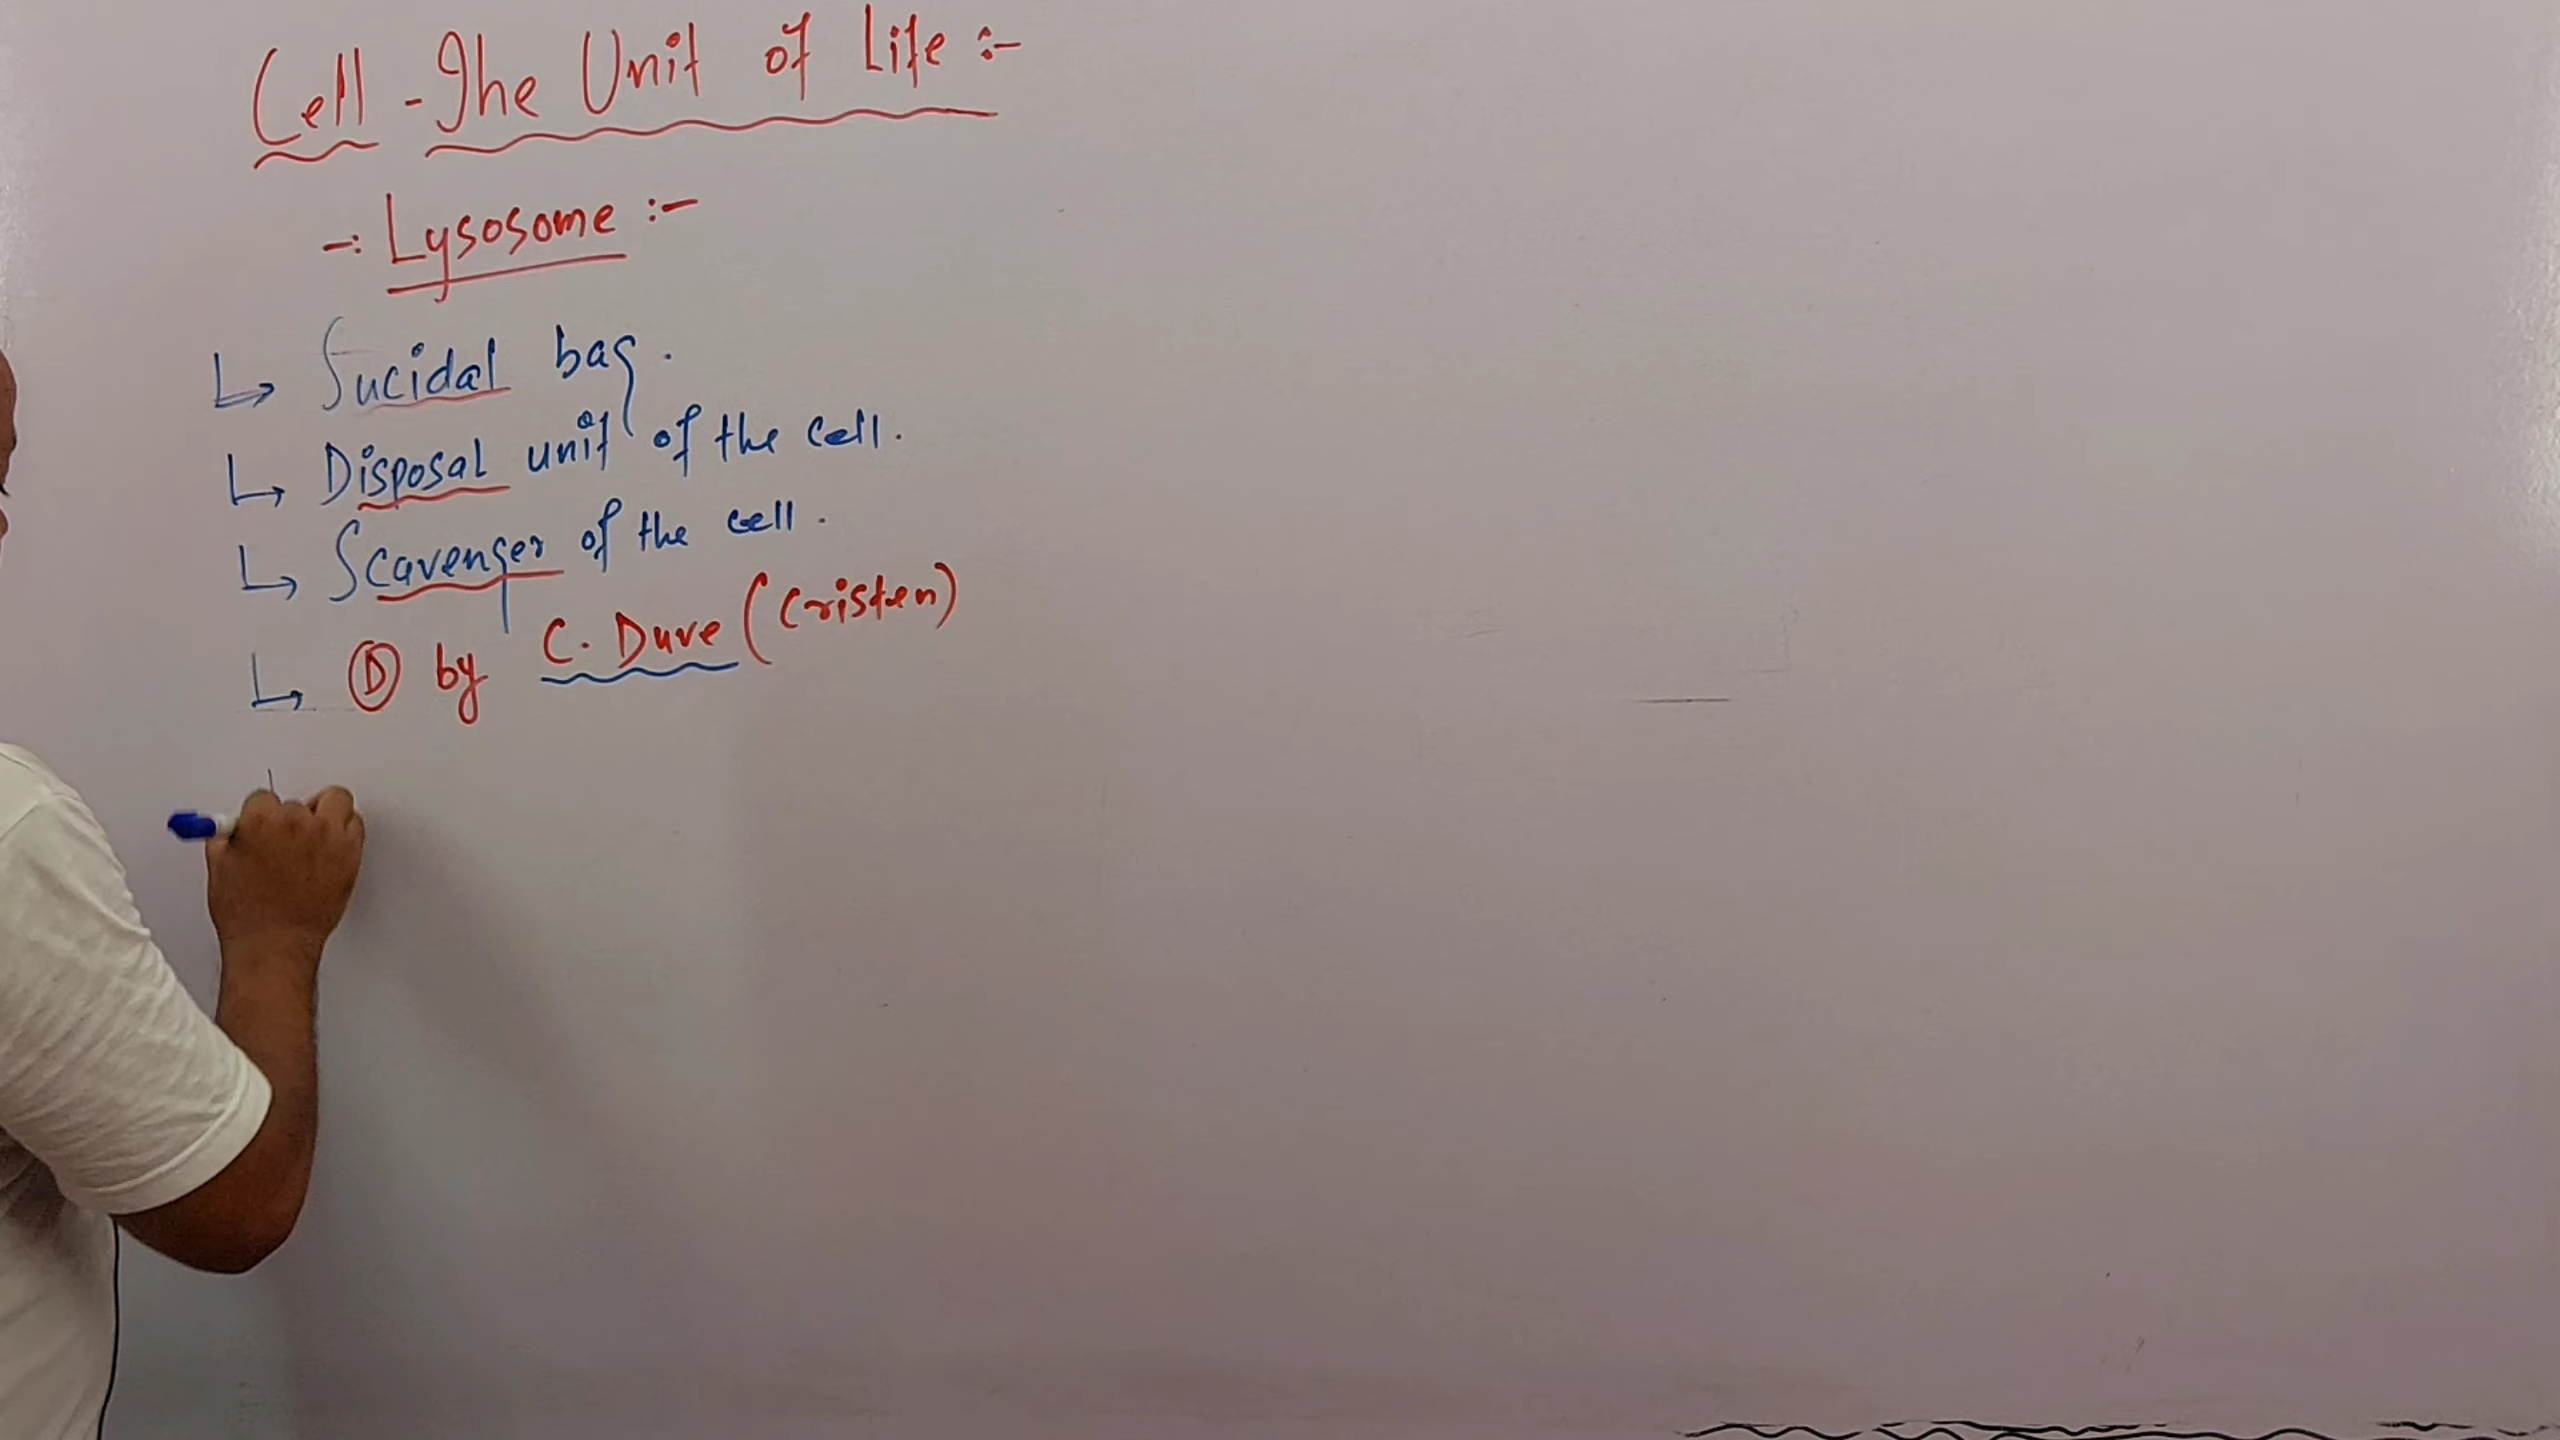 Cell - The Unit of Life :-
-: Lysosome :-
↳ Sucidal bag.
↳ Disposal unit of the cell.
↳ Scavenger of the cell.
↳ Ⓓ by C. Duve (Cristen)